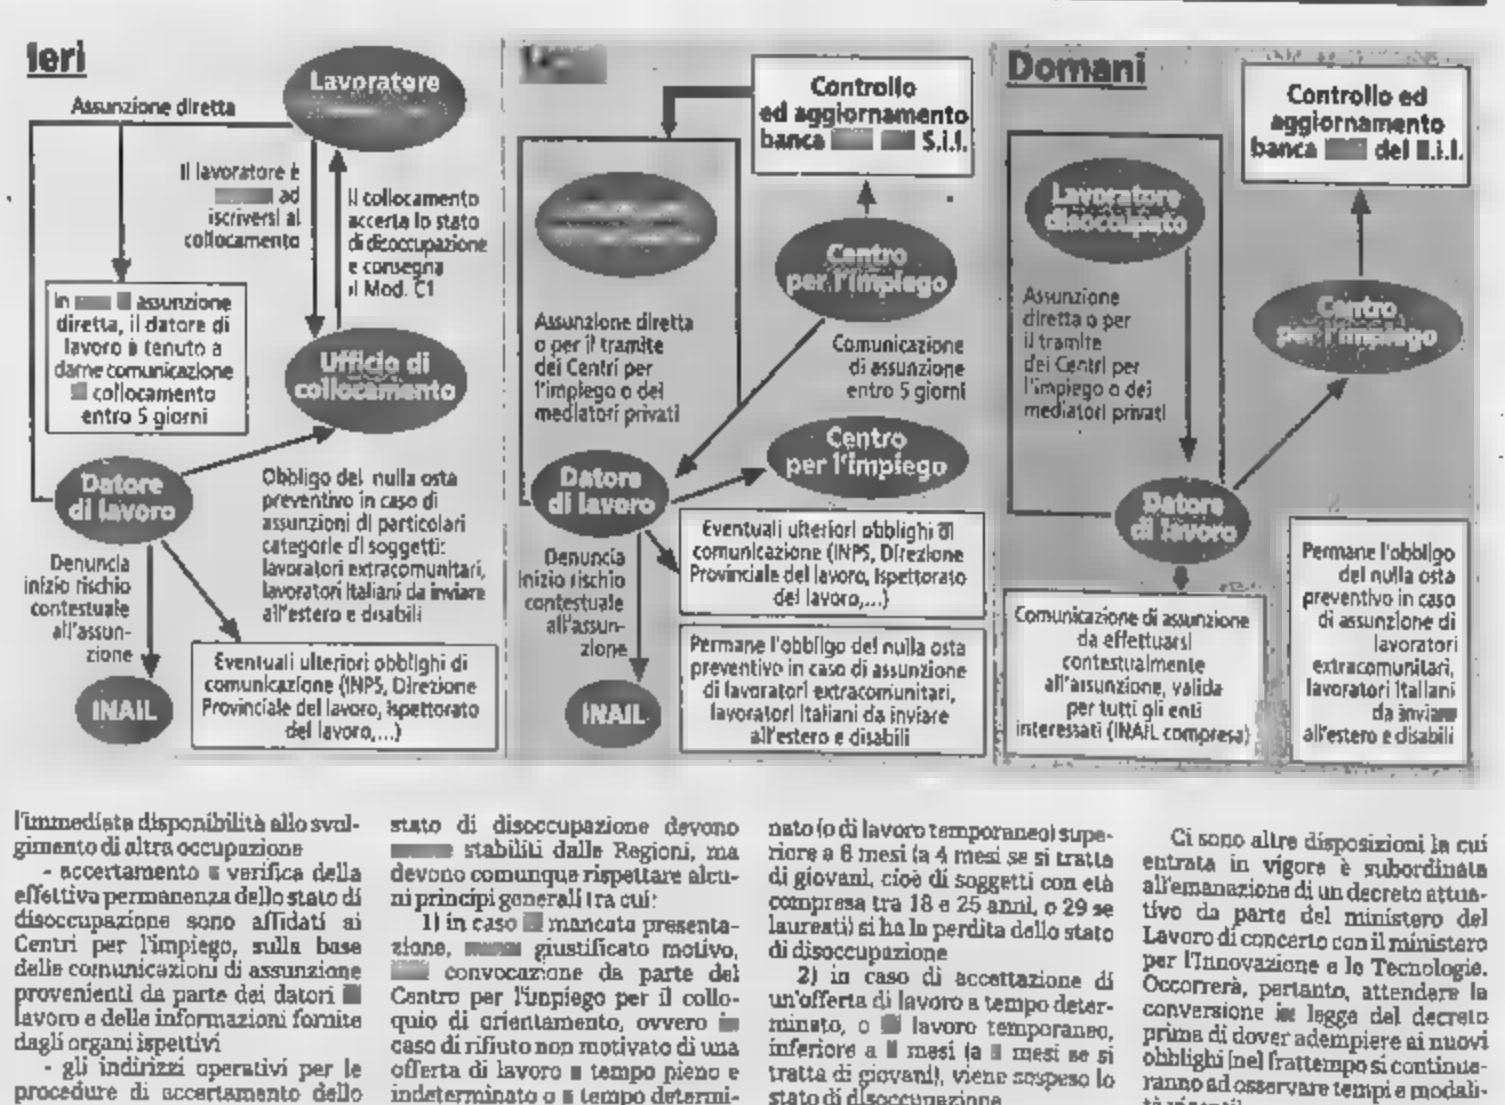 Ieri
Lavoratore
Assunzione diretta
Il lavoratore è
ad
iscriversi al
collocamento
Il collocamento
accerta lo stato
di disoccupazione
e consegna
il Mod. C1
In assunzione
diretta, il datore di
lavoro è tenuto a
darne comunicazione
collocamento
entro 5 giorni
Ufficio di
collocamento
Datore
di lavoro
Obbligo del nulla osta
preventivo in caso di
assunzioni di particolari
categorie di soggetti:
lavoratori extracomunitari,
lavoratori italiani da inviare
all'estero e disabili
Denuncia
inizio rischio
contestuale
all'assun-
zione
INAIL
Eventuali ulteriori obblighi di
comunicazione (INPS, Direzione
Provinciale del lavoro, Ispettorato
del lavoro,...)
Controllo
ed aggiornamento
banca S.i.l.
Centro
per l'impiego
Assunzione diretta
o per il tramite
dei Centri per
l'impiego o dei
mediatori privati
Comunicazione
di assunzione
entro 5 giorni
Centro
per l'impiego
Datore
di lavoro
Denuncia
inizio rischio
contestuale
all'assun-
zione
INAIL
Eventuali ulteriori obblighi di
comunicazione (INPS, Direzione
Provinciale del lavoro, Ispettorato
del lavoro,...)
Permane l'obbligo del nulla osta
preventivo in caso di assunzione
di lavoratori extracomunitari,
lavoratori italiani da inviare
all'estero e disabili
Domani
Controllo ed
aggiornamento
banca del
Lavoratore
disoccupato
Assunzione
diretta o per
il tramite
dei Centri per
l'impiego o dei
mediatori privati
Centro
per l'impiego
Datore
di lavoro
Comunicazione di assunzione
da effettuarsi
contestualmente
all'assunzione, valida
per tutti gli enti
interessati (INAIL compresa)
Permane l'obbligo
del nulla osta
preventivo in caso
di assunzione di
lavoratori
extracomunitari,
lavoratori italiani
da inviare
all'estero e disabili
l'immediata disponibilità allo svol-
gimento di altra occupazione
- accertamento verifica della
effettiva permanenza dello stato di
disoccupazione sono affidati ai
Centri per l'impiego, sulla base
delle comunicazioni di assunzione
provenienti da parte dei datori
lavoro e delle informazioni fornite
dagli organi ispettivi
- gli indirizzi operativi per le
procedure di accertamento dello
stato di disoccupazione devono
stabiliti dalle Regioni, ma
devono comunque rispettare alcu-
ni principi generali tra cui:
1) in caso mancata presenta-
zione, giustificato motivo,
convocazione da parte del
Centro per l'impiego per il collo-
quio di orientamento, ovvero
caso di rifiuto non motivato di una
offerta di lavoro tempo pieno e
indeterminato o tempo determi-
nato (o di lavoro temporaneo) supe-
riore a 8 mesi (a 4 mesi se si tratta
di giovani, cioè di soggetti con età
compresa tra 18 e 25 anni, o 29 se
laureati) si ha la perdita dello stato
di disoccupazione
2) in caso di accettazione di
un'offerta di lavoro a tempo deter-
minato, o lavoro temporaneo,
inferiore a mesi (a mesi se si
tratta di giovani), viene sospeso lo
stato di disoccupazione
Ci sono altre disposizioni la cui
entrata in vigore è subordinata
all'emanazione di un decreto attua-
tivo da parte del ministero del
Lavoro di concerto con il ministero
per l'Innovazione e le Tecnologie.
Occorrerà, pertanto, attendere la
conversione legge del decreto
prima di dover adempiere ai nuovi
obblighi (nel frattempo si continue-
ranno ad osservare tempi e modali-